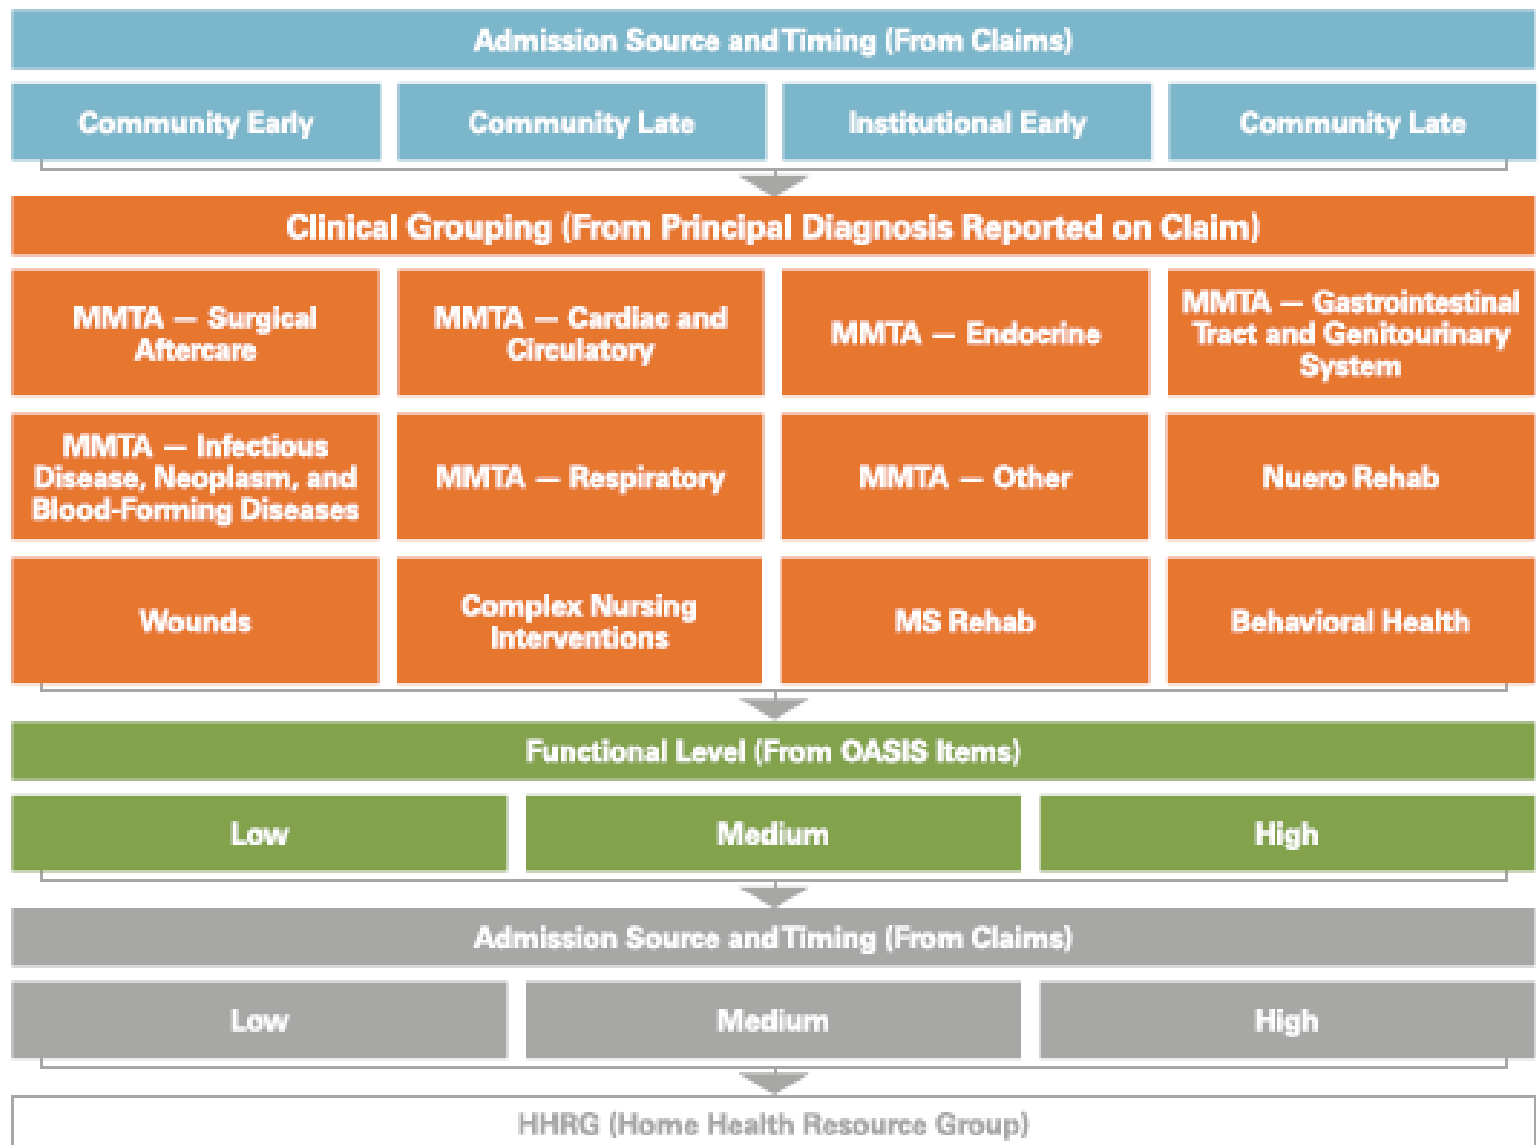 Admission Source and Timing (From Claims)
Community Early
Community Late
Institutional Early
Community Late
Clinical Grouping (From Principal Diagnosis Reported on Claim)
MMTA — Surgical
Aftercare
MMTA — Cardiac and
Circulatory
MMTA — Endocrine
MMTA — Gastrointestinal
Tract and Genitourinary
System
MMTA — Infectious
Disease, Neoplasm, and
Blood-Forming Diseases
MMTA — Respiratory
MMTA — Other
Nuero Rehab
Wounds
Complex Nursing
Interventions
MS Rehab
Behavioral Health
Functional Level (From OASIS Items)
Low
Medium
High
Admission Source and Timing (From Claims)
Low
Medium
High
HHRG (Home Health Resource Group)